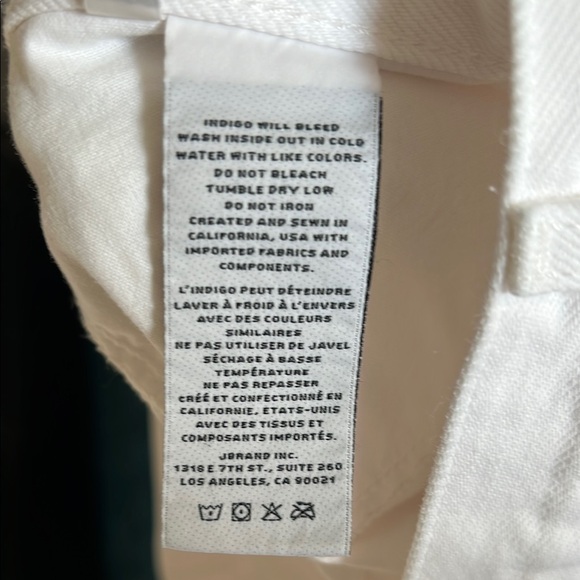 INDIGO WILL BLEED
WASH INSIDE OUT IN COLD
WATER WITH LIKE COLORS.
DO NOT BLEACH
TUMBLE DRY LOW
DO NOT IRON
CREATED AND SEWN IN
CALIFORNIA, USA WITH
IMPORTED FABRICS AND
COMPONENTS.
L'INDIGO PEUT DÉTEINDRE
LAVER À FROID À L'ENVERS
AVEC DES COULEURS
SIMILAIRES
NE PAS UTILISER DE JAVEL
SÉCHAGE À BASSE
TEMPÉRATURE
NE PAS REPASSER
CRÉÉ ET CONFECTIONNÉ EN
CALIFORNIE, ETATS-UNIS
AVEC DES TISSUS ET
COMPOSANTS IMPORTÉS.
JBRAND INC.
1318 E 7TH ST., SUITE 260
LOS ANGELES, CA 90021